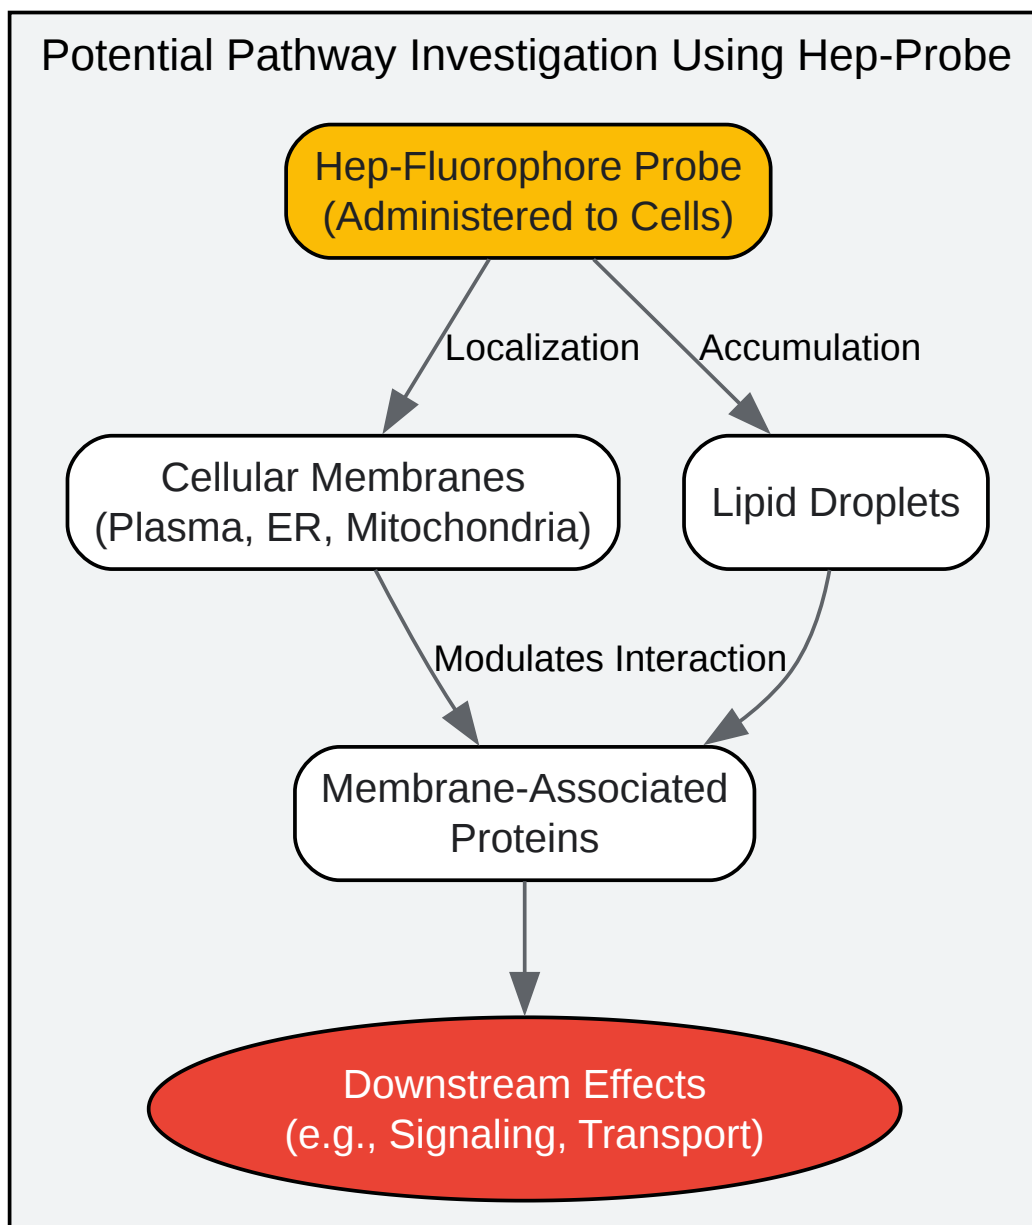 Potential Pathway Investigation Using Hep-Probe
Hep-Fluorophore Probe
(Administered to Cells)
Localization
Accumulation
Cellular Membranes
(Plasma, ER, Mitochondria)
Lipid Droplets
Modulates Interaction
Membrane-Associated
Proteins
Downstream Effects
(e.g., Signaling, Transport)